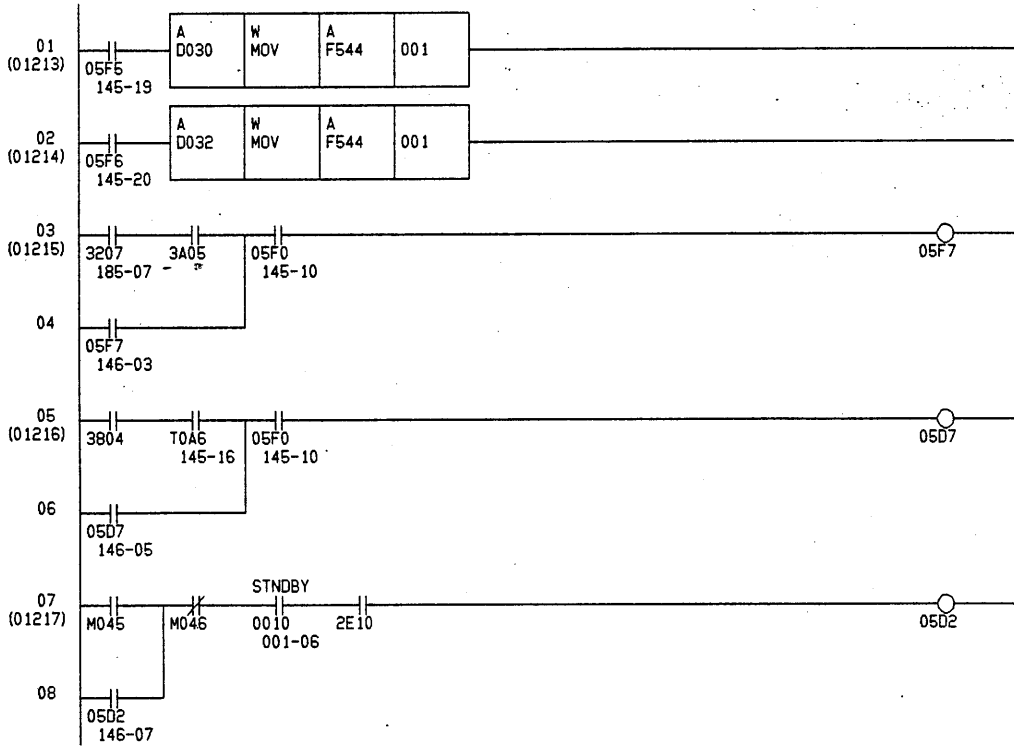 A W A
01 D030 MOV F544 001
(01213) 05F5
145-19
A W A
02 D032 MOV F544 001
(01214) 05F6
145-20
03
(01215) 3207 3A05 05F0 05F7
185-07 145-10
04
05F7
146-03
05
(01216) 3B04 T0A6 05F0 05D7
145-16 145-10
06
05D7
146-05
STNDBY
07
(01217) M045 M046 0010 2E10 05D2
001-06
08
05D2
146-07